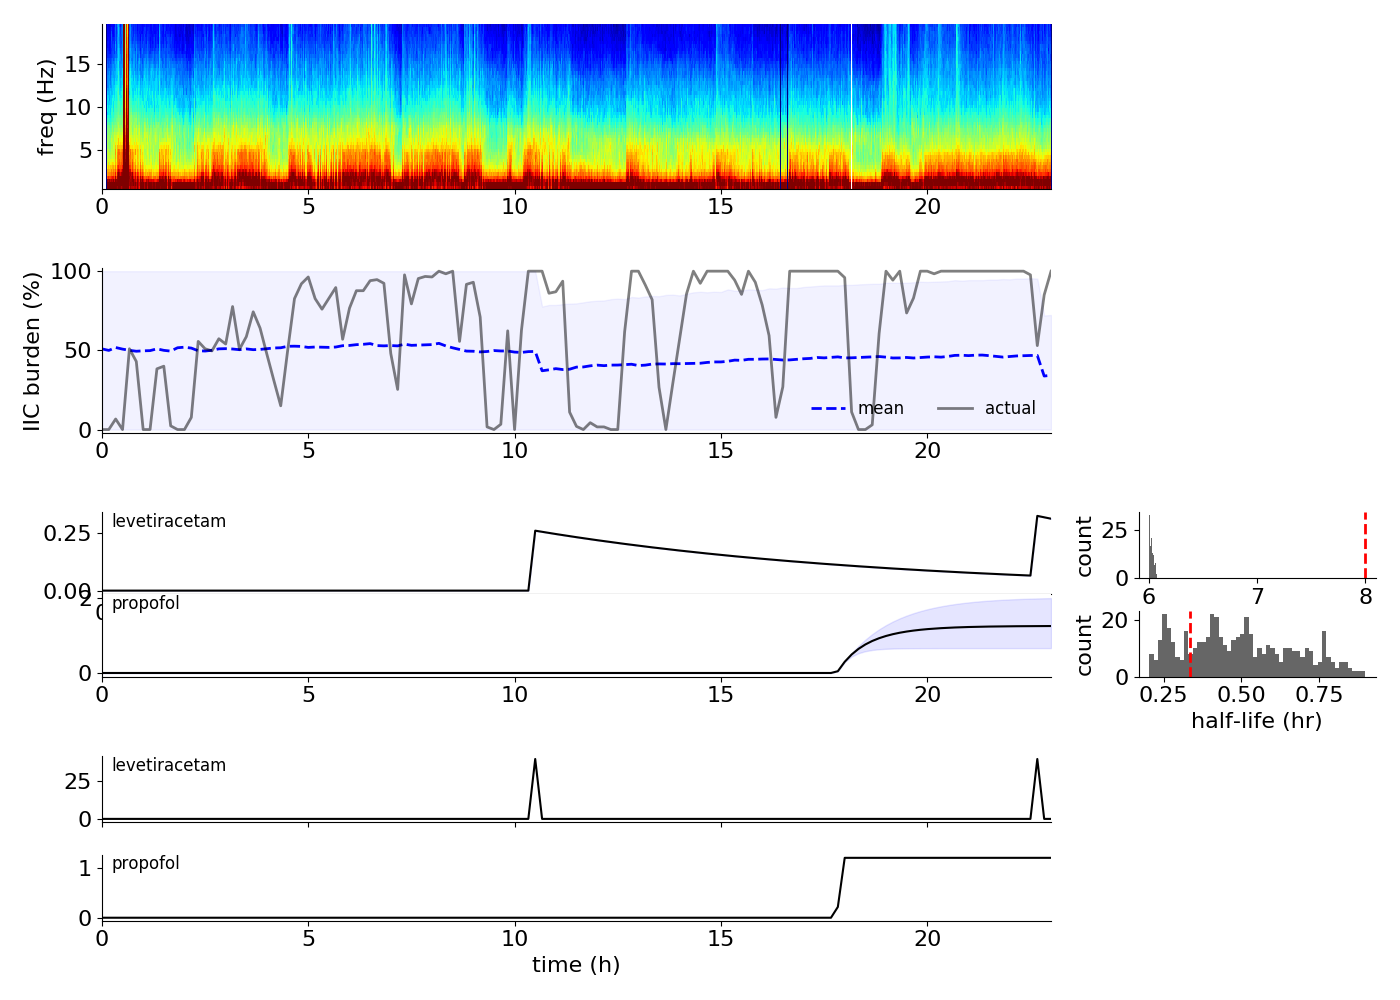 freq (Hz)
15
10
5
0 5 10 15 20
IIC burden (%)
100
50
0
mean actual
0 5 10 15 20
levetiracetam
0.25
0.00
0
count
25
0
6 7 8
propofol
2
0
0 5 10 15 20
count
20
0
0.25 0.50 0.75
half-life (hr)
levetiracetam
25
0
propofol
1
0
0 5 10 15 20
time (h)